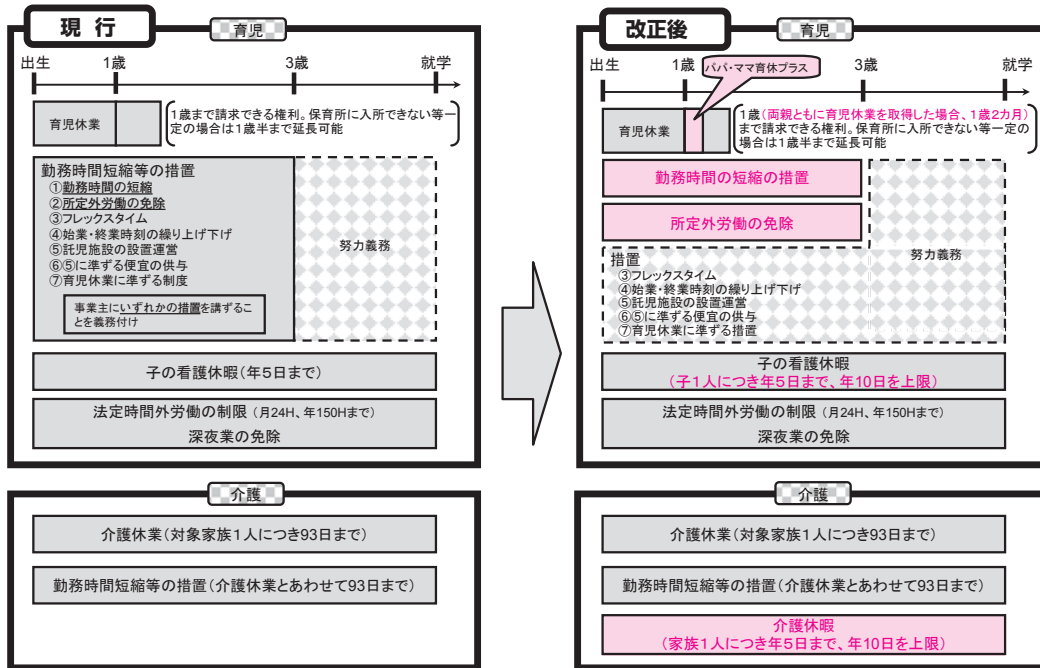 現 行
育児
出生
1歳
3歳
就学
育児休業
1歳まで請求できる権利。保育所に入所できない等一
定の場合は1歳半まで延長可能
勤務時間短縮等の措置
①勤務時間の短縮
②所定外労働の免除
③フレックスタイム
④始業・終業時刻の繰り上げ下げ
⑤託児施設の設置運営
⑥⑤に準ずる便宜の供与
⑦育児休業に準ずる制度
事業主にいずれかの措置を講ずるこ
とを義務付け
努力義務
子の看護休暇(年5日まで)
法定時間外労働の制限 (月24H、年150Hまで)
深夜業の免除
介護
介護休業(対象家族1人につき93日まで)
勤務時間短縮等の措置(介護休業とあわせて93日まで)
改正後
育児
出生
1歳
パパ・ママ育休プラス
3歳
就学
育児休業
1歳(両親ともに育児休業を取得した場合、1歳2カ月)
まで請求できる権利。保育所に入所できない等一定の
場合は1歳半まで延長可能
勤務時間の短縮の措置
所定外労働の免除
努力義務
措置
③フレックスタイム
④始業・終業時刻の繰り上げ下げ
⑤託児施設の設置運営
⑥⑤に準ずる便宜の供与
⑦育児休業に準ずる措置
子の看護休暇
(子1人につき年5日まで、年10日を上限)
法定時間外労働の制限 (月24H、年150Hまで)
深夜業の免除
介護
介護休業(対象家族1人につき93日まで)
勤務時間短縮等の措置(介護休業とあわせて93日まで)
介護休暇
(家族1人につき年5日まで、年10日を上限)